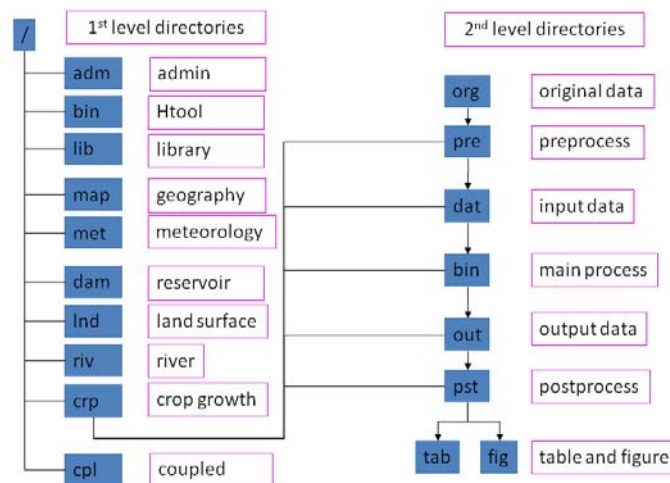 /
1st level directories
adm admin
bin Htool
lib library
map geography
met meteorology
dam reservoir
lnd land surface
riv river
crp crop growth
cpl coupled
2nd level directories
org original data
pre preprocess
dat input data
bin main process
out output data
pst postprocess
tab fig table and figure